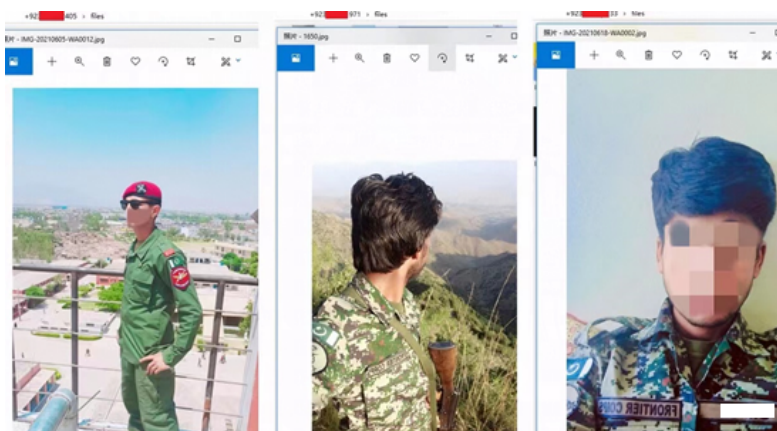 +92 405 > files
片 - IMG-20210605-WA0012.jpg
+92 971 > files
照片 - 1650.jpg
+92 33 > files
照片 - IMG-20210618-WA0002.jpg
FRONTIER CORPS